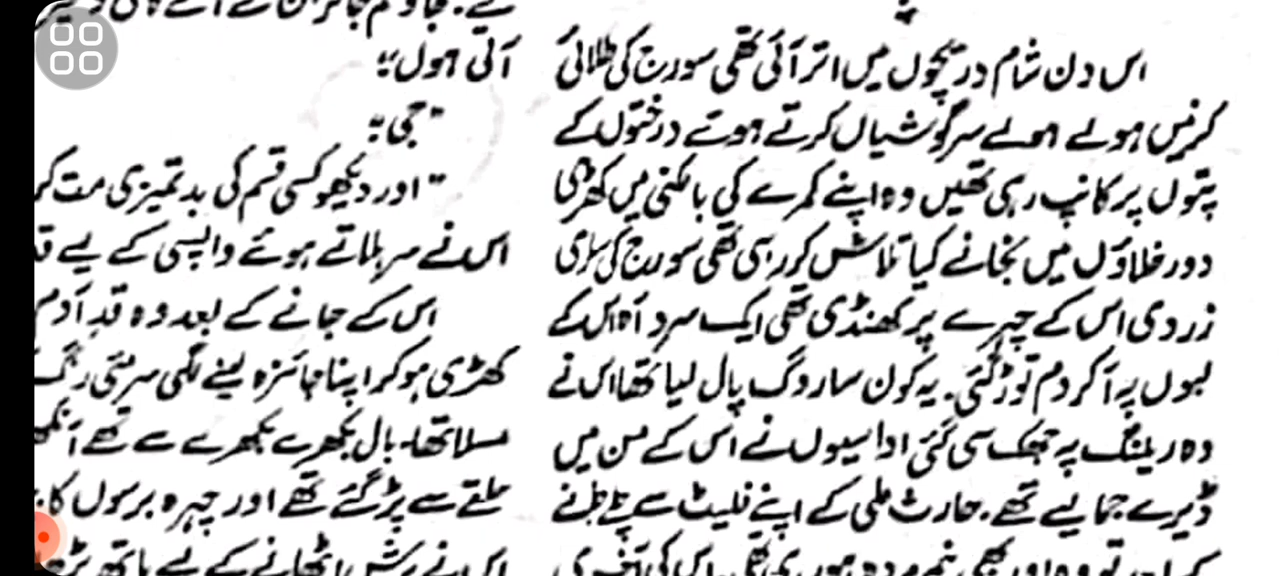 اس دن شام دریچوں میں اتر آئی تھی سورج کی طلائی
کرنیں ہولے ہولے سرگوشیاں کرتے ہوئے درختوں کے
پتوں پر کانپ رہی تھیں وہ اپنے کمرے کی بالکنی میں کھڑی
دور خلاؤں میں نجانے کیا تلاش کر رہی تھی سورج کی ساری
زردی اس کے چہرے پر کھنڈی تھی ایک سرد آہ اس کے
لبوں پہ آ کر دم توڑ گئی۔ یہ کون سا روگ پال لیا تھا اس نے
وہ ریلنگ پہ جھک سی گئی اداسیوں نے اس کے من میں
ڈیرے جما لیے تھے۔ حارث علی کے اپنے فلیٹ سے چلے جانے
آتی ہوں"
"جی"
"اور دیکھو کسی قسم کی بدتمیزی مت کر
اس نے سر ہلاتے ہوئے واپسی کے لیے
اس کے جانے کے بعد وہ قد آدم
کھڑی ہو کر اپنا جائزہ لینے لگی سرمئی رنگ
مسلا تھا۔ بال بکھرے بکھرے سے تھے
حلقے سے پڑ گئے تھے اور چہرہ برسوں کا